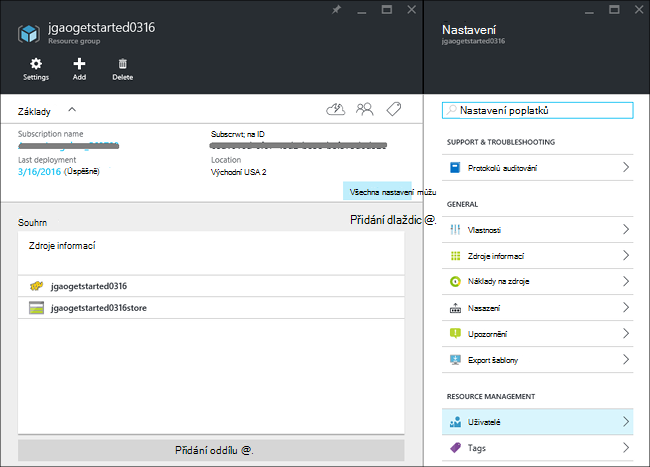 jgaogetstarted0316
Resource group
Settings
Add
Delete
Základy
Subscription name
Subscrwt; na ID
Last deployment
3/16/2016 (Úspěšně)
Location
Východní USA 2
Všechna nastavení můžu
Přidání dlaždic @.
Souhrn
Zdroje informací
jgaogetstarted0316
jgaogetstarted0316store
Přidání oddílu @.
Nastavení
jgaogetstarted0316
Nastavení poplatků
SUPPORT & TROUBLESHOOTING
Protokolů auditování
GENERAL
Vlastnosti
Zdroje informací
Náklady na zdroje
Nasazení
Upozornění
Export šablony
RESOURCE MANAGEMENT
Uživatelé
Tags